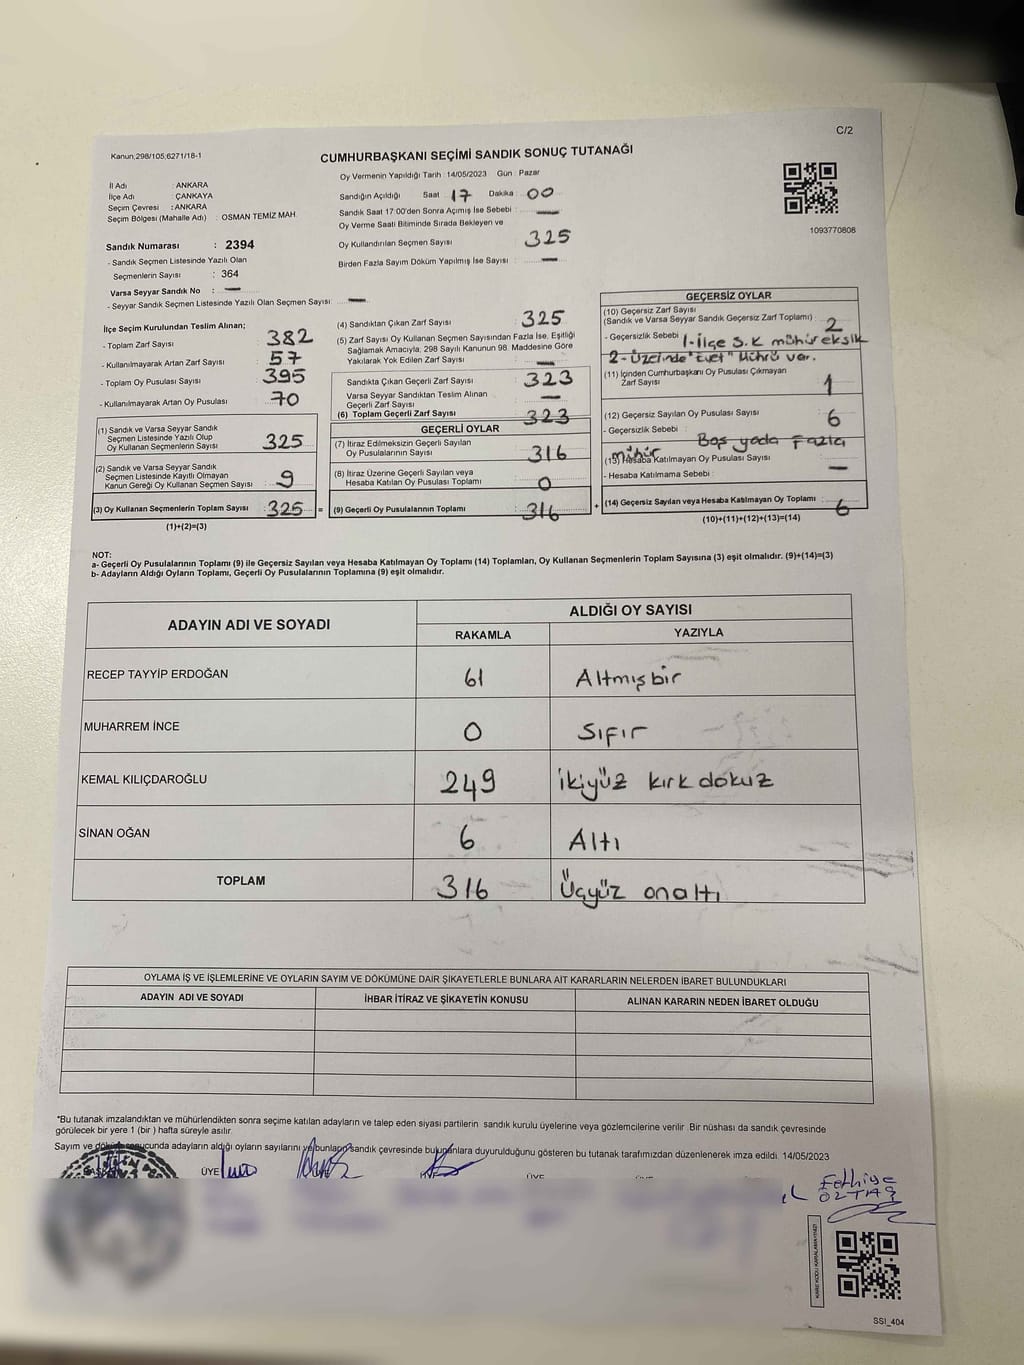 C/2
Kanun;298/105;6271/18-1
CUMHURBAŞKANI SEÇİMİ SANDIK SONUÇ TUTANAĞI
Oy Vermenin Yapıldığı Tarih : 14/05/2023 Gün : Pazar
İl Adı : ANKARA
İlçe Adı : ÇANKAYA
Seçim Çevresi : ANKARA
Seçim Bölgesi (Mahalle Adı) : OSMAN TEMİZ MAH.
Sandık Numarası : 2394
- Sandık Seçmen Listesinde Yazılı Olan
Seçmenlerin Sayısı : 364
Varsa Seyyar Sandık No : —
- Seyyar Sandık Seçmen Listesinde Yazılı Olan Seçmen Sayısı: —
Sandığın Açıldığı Saat 17 Dakika : 00
Sandık Saat 17:00'den Sonra Açımış İse Sebebi : —
Oy Verme Saati Bitiminde Sırada Bekleyen ve
Oy Kullandırılan Seçmen Sayısı : 325
Birden Fazla Sayım Döküm Yapılmış İse Sayısı : —
1093770808
İlçe Seçim Kurulundan Teslim Alınan;
- Toplam Zarf Sayısı : 382
- Kullanılmayarak Artan Zarf Sayısı : 57
- Toplam Oy Pusulası Sayısı : 395
- Kullanılmayarak Artan Oy Pusulası : 70
(1) Sandık ve Varsa Seyyar Sandık
Seçmen Listesinde Yazılı Olup
Oy Kullanan Seçmenlerin Sayısı : 325
(2) Sandık ve Varsa Seyyar Sandık
Seçmen Listesinde Kayıtlı Olmayan
Kanun Gereği Oy Kullanan Seçmen Sayısı : 9
(3) Oy Kullanan Seçmenlerin Toplam Sayısı : 325 =
(1)+(2)=(3)
(4) Sandıktan Çıkan Zarf Sayısı : 325
(5) Zarf Sayısı Oy Kullanan Seçmen Sayısından Fazla İse, Eşitliği
Sağlamak Amacıyla, 298 Sayılı Kanunun 98. Maddesine Göre
Yakılarak Yok Edilen Zarf Sayısı : —
Sandıkta Çıkan Geçerli Zarf Sayısı : 323
Varsa Seyyar Sandıktan Teslim Alınan
Geçerli Zarf Sayısı : —
(6) Toplam Geçerli Zarf Sayısı : 323
GEÇERLİ OYLAR
(7) İtiraz Edilmeksizin Geçerli Sayılan
Oy Pusulasının Sayısı : 316
(8) İtiraz Üzerine Geçerli Sayılan veya
Hesaba Katılan Oy Pusulası Toplamı : 0
(9) Geçerli Oy Pusulalarının Toplamı : 316 +
GEÇERSİZ OYLAR
(10) Geçersiz Zarf Sayısı
(Sandık ve Varsa Seyyar Sandık Geçersiz Zarf Toplamı) : 2
- Geçersizlik Sebebi : 1-İlçe S.K mühür eksik
2-Üzerinde "Evet" Mührü var.
(11) İçinden Cumhurbaşkanı Oy Pusulası Çıkmayan
Zarf Sayısı : 1
(12) Geçersiz Sayılan Oy Pusulası Sayısı : 6
- Geçersizlik Sebebi : Boş yada Fazla
mühür
(13) Hesaba Katılmayan Oy Pusulası Sayısı : —
- Hesaba Katılmama Sebebi :
(14) Geçersiz Sayılan veya Hesaba Katılmayan Oy Toplamı : 6
(10)+(11)+(12)+(13)=(14)
NOT:
a- Geçerli Oy Pusulalarının Toplamı (9) ile Geçersiz Sayılan veya Hesaba Katılmayan Oy Toplamı (14) Toplamları, Oy Kullanan Seçmenlerin Toplam Sayısına (3) eşit olmalıdır. (9)+(14)=(3)
b- Adayların Aldığı Oyların Toplamı, Geçerli Oy Pusulalarının Toplamına (9) eşit olmalıdır.
ADAYIN ADI VE SOYADI ALDIĞI OY SAYISI
RAKAMLA YAZIYLA
RECEP TAYYİP ERDOĞAN 61 Altmışbir
MUHARREM İNCE 0 Sıfır
KEMAL KILIÇDAROĞLU 249 İkiyüz kırk dokuz
SİNAN OĞAN 6 Altı
TOPLAM 316 Üçyüz onaltı
OYLAMA İŞ VE İŞLEMLERİNE VE OYLARIN SAYIM VE DÖKÜMÜNE DAİR ŞİKAYETLERLE BUNLARA AİT KARARLARIN NELERDEN İBARET BULUNDUKLARI
ADAYIN ADI VE SOYADI İHBAR İTİRAZ VE ŞİKAYETİN KONUSU ALINAN KARARIN NEDEN İBARET OLDUĞU
"Bu tutanak imzalandıktan ve mühürlendikten sonra seçime katılan adayların ve talep eden siyasi partilerin sandık kurulu üyelerine veya gözlemcilerine verilir. Bir nüshası da sandık çevresinde
görülecek bir yere 1 (bir ) hafta süreyle asılır.
Sayım ve döküm sonucunda adayların aldığı oyların sayılarını ve bunların sandık çevresinde bulunanlara duyurulduğunu gösteren bu tutanak tarafımızdan düzenlenerek imza edildi. 14/05/2023
ÜYE
Fethiye
ÖZTAŞ
SSI_404